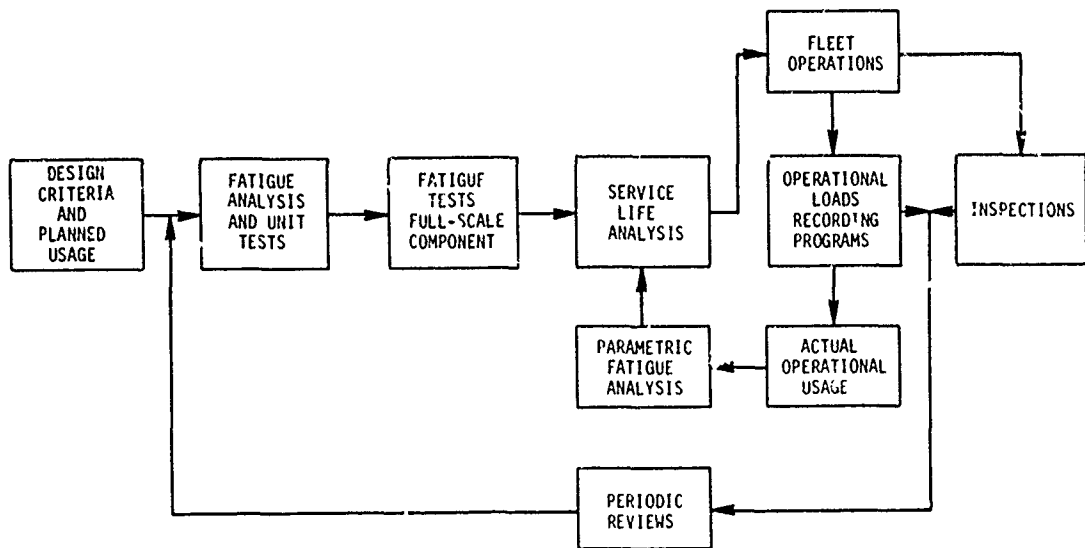 FLEET
OPERATIONS
DESIGN
CRITERIA
AND
PLANNED
USAGE
FATIGUE
ANALYSIS
AND UNIT
TESTS
FATIGUF
TESTS
FULL-SCALE
COMPONENT
SERVICE
LIFE
ANALYSIS
OPERATIONAL
LOADS
RECORDING
PROGRAMS
INSPECTIONS
PARAMETRIC
FATIGUE
ANALYSIS
ACTUAL
OPERATIONAL
USAGE
PERIODIC
REVIEWS